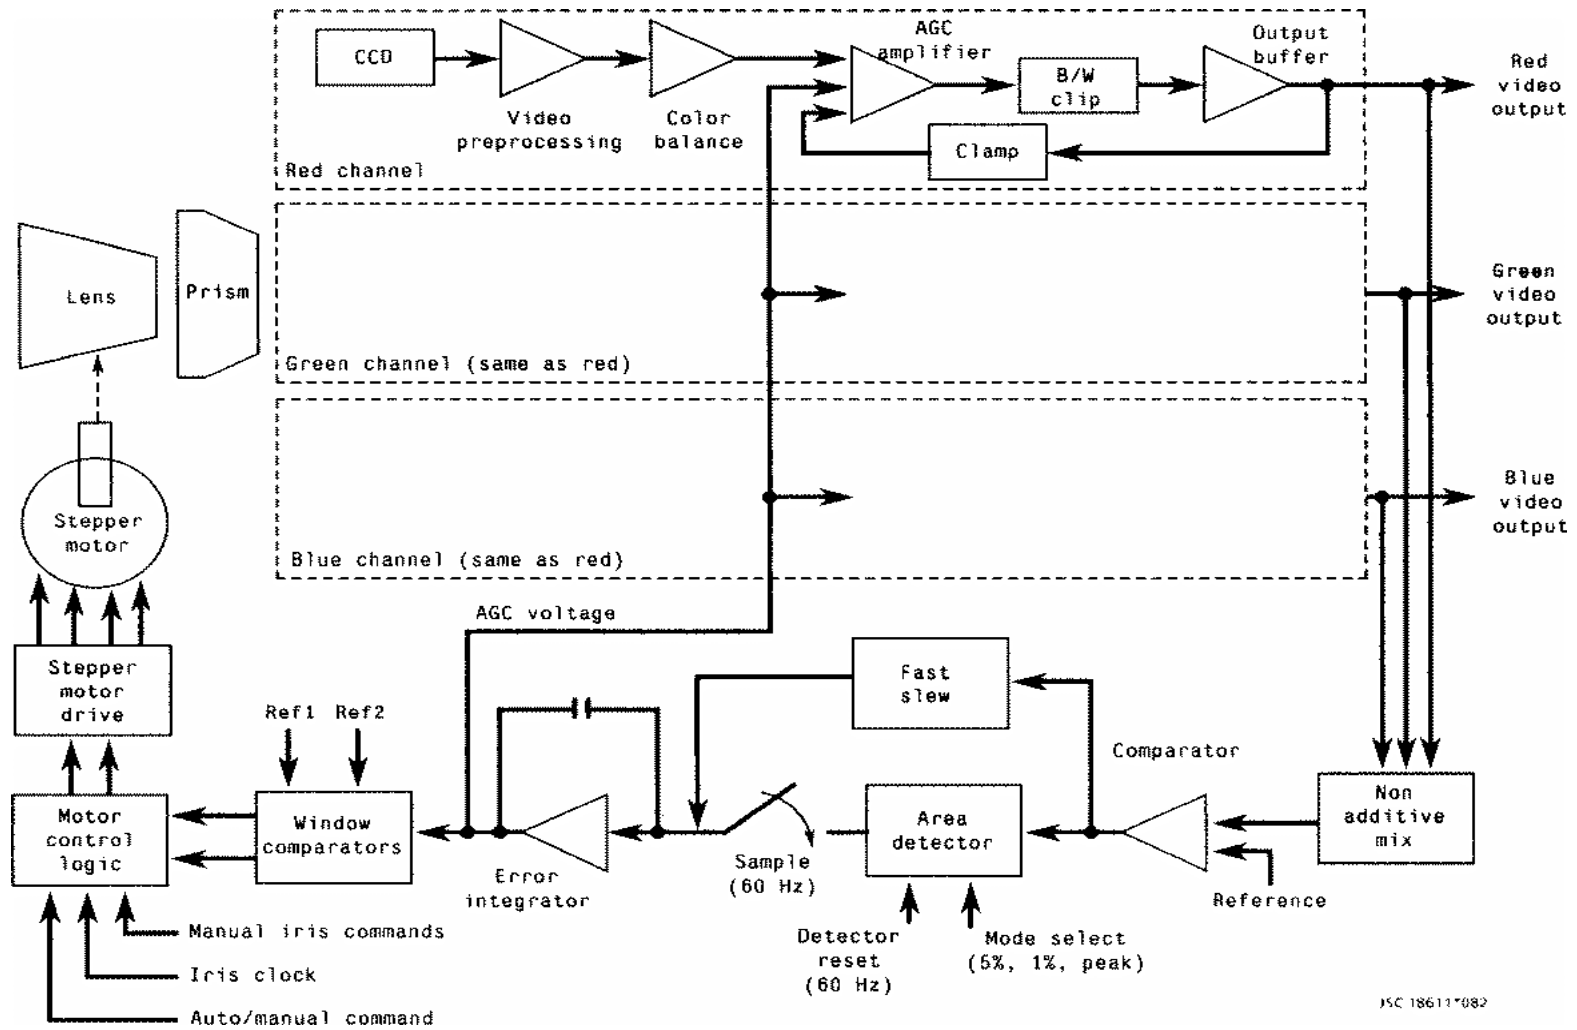 CCD
Video
preprocessing
Color
balance
AGC
amplifier
B/W
clip
Output
buffer
Clamp
Red
video
output
Red channel
Lens
Prism
Green
video
output
Green channel (same as red)
Blue
video
output
Blue channel (same as red)
Stepper
motor
AGC voltage
Stepper
motor
drive
Ref1 Ref2
Fast
slew
Comparator
Motor
control
logic
Window
comparators
Error
integrator
Sample
(60 Hz)
Area
detector
Non
additive
mix
Reference
Detector
reset
(60 Hz)
Mode select
(5%, 1%, peak)
Manual iris commands
Iris clock
Auto/manual command
JSC 18611*082